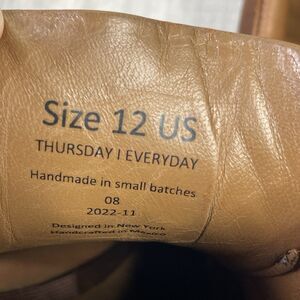 Size 12 US
THURSDAY | EVERYDAY
Handmade in small batches
08
2022-11
Designed in New York
Handcrafted in Mexico